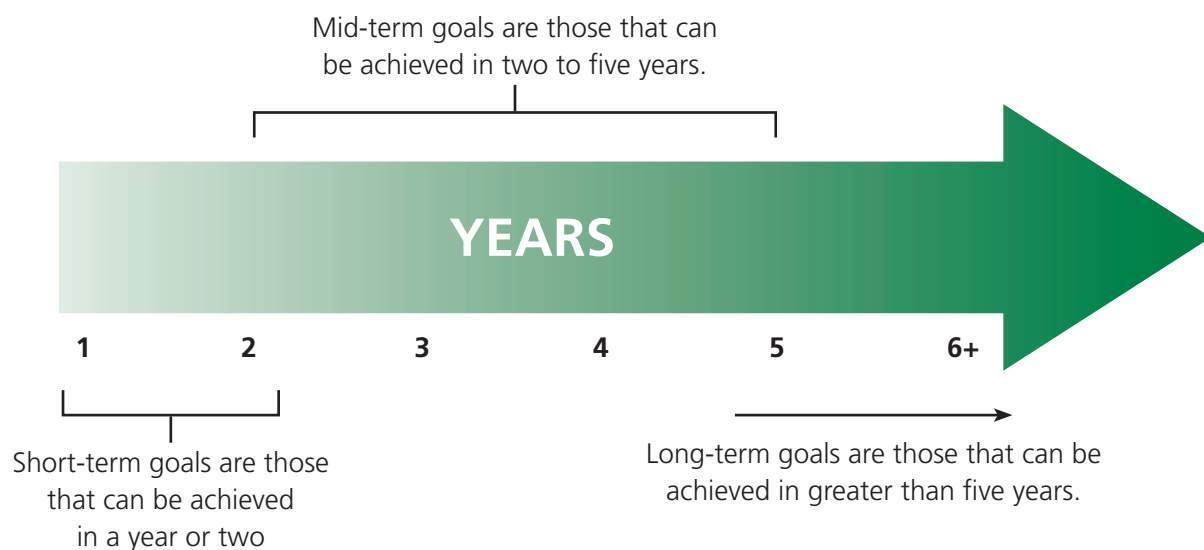 Mid-term goals are those that can
be achieved in two to five years.
YEARS
1 2 3 4 5 6+
Short-term goals are those
that can be achieved
in a year or two
Long-term goals are those that can be
achieved in greater than five years.